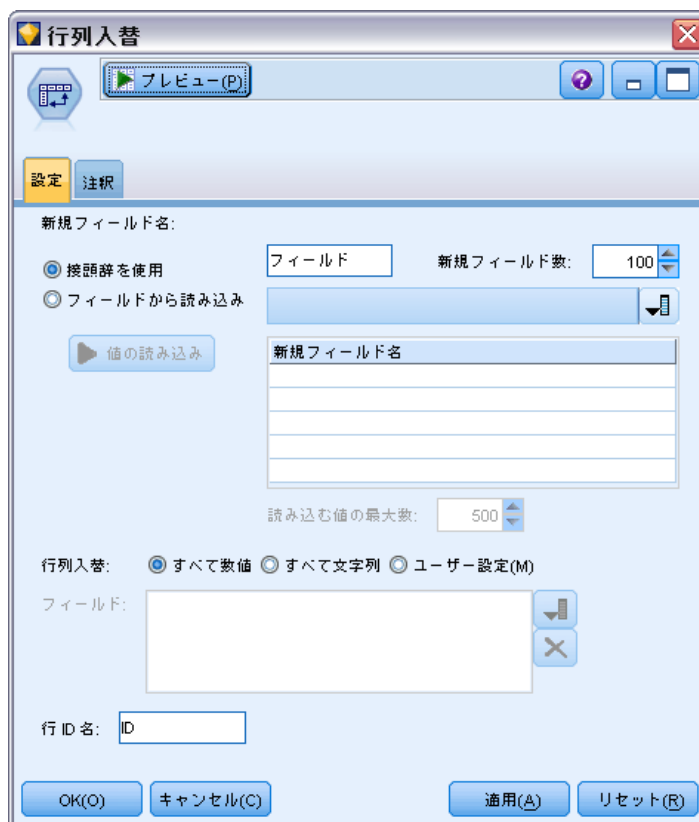 行列入替
プレビュー(P)
設定
注釈
新規フィールド名:
接頭辞を使用
フィールド
新規フィールド数:
100
フィールドから読み込み
値の読み込み
新規フィールド名
読み込む値の最大数:
500
行列入替:
すべて数値
すべて文字列
ユーザー設定(M)
フィールド:
行 ID 名:
ID
OK(O)
キャンセル(C)
適用(A)
リセット(R)